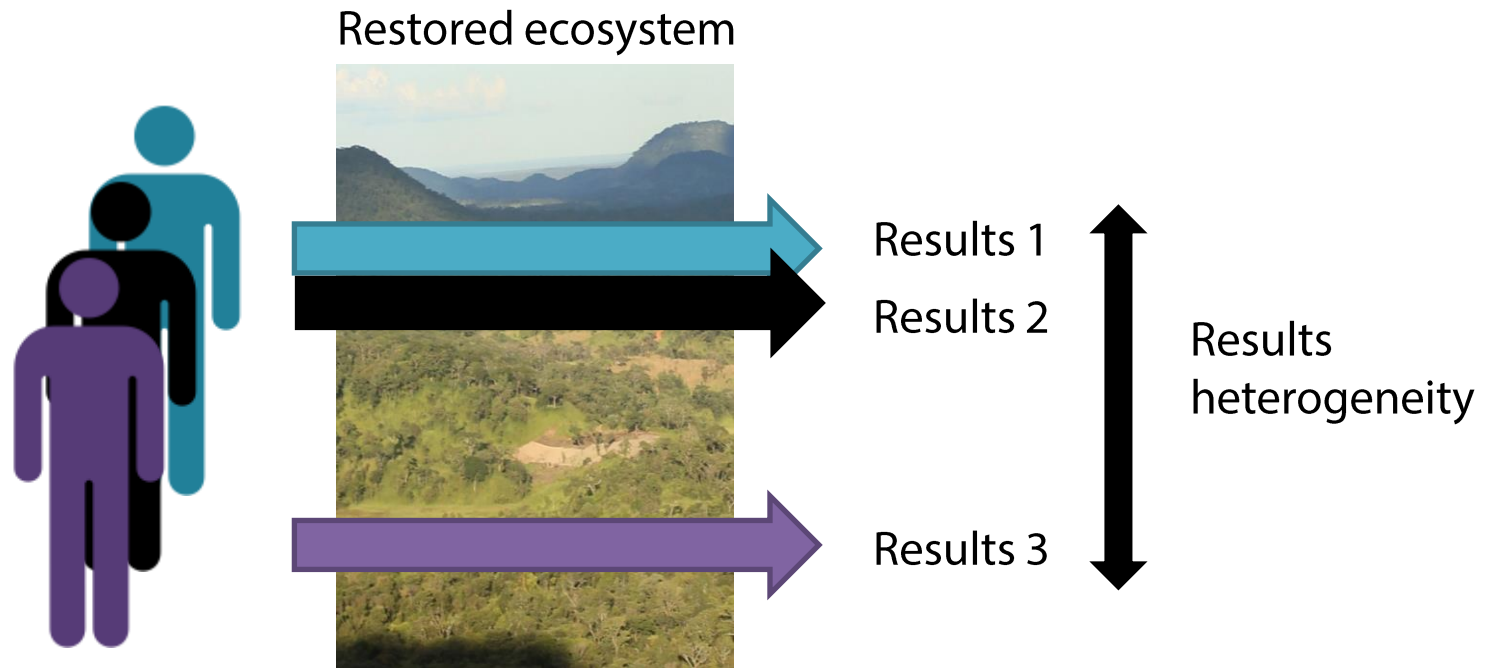 Restored ecosystem
Results 1
Results 2
Results
heterogeneity
Results 3